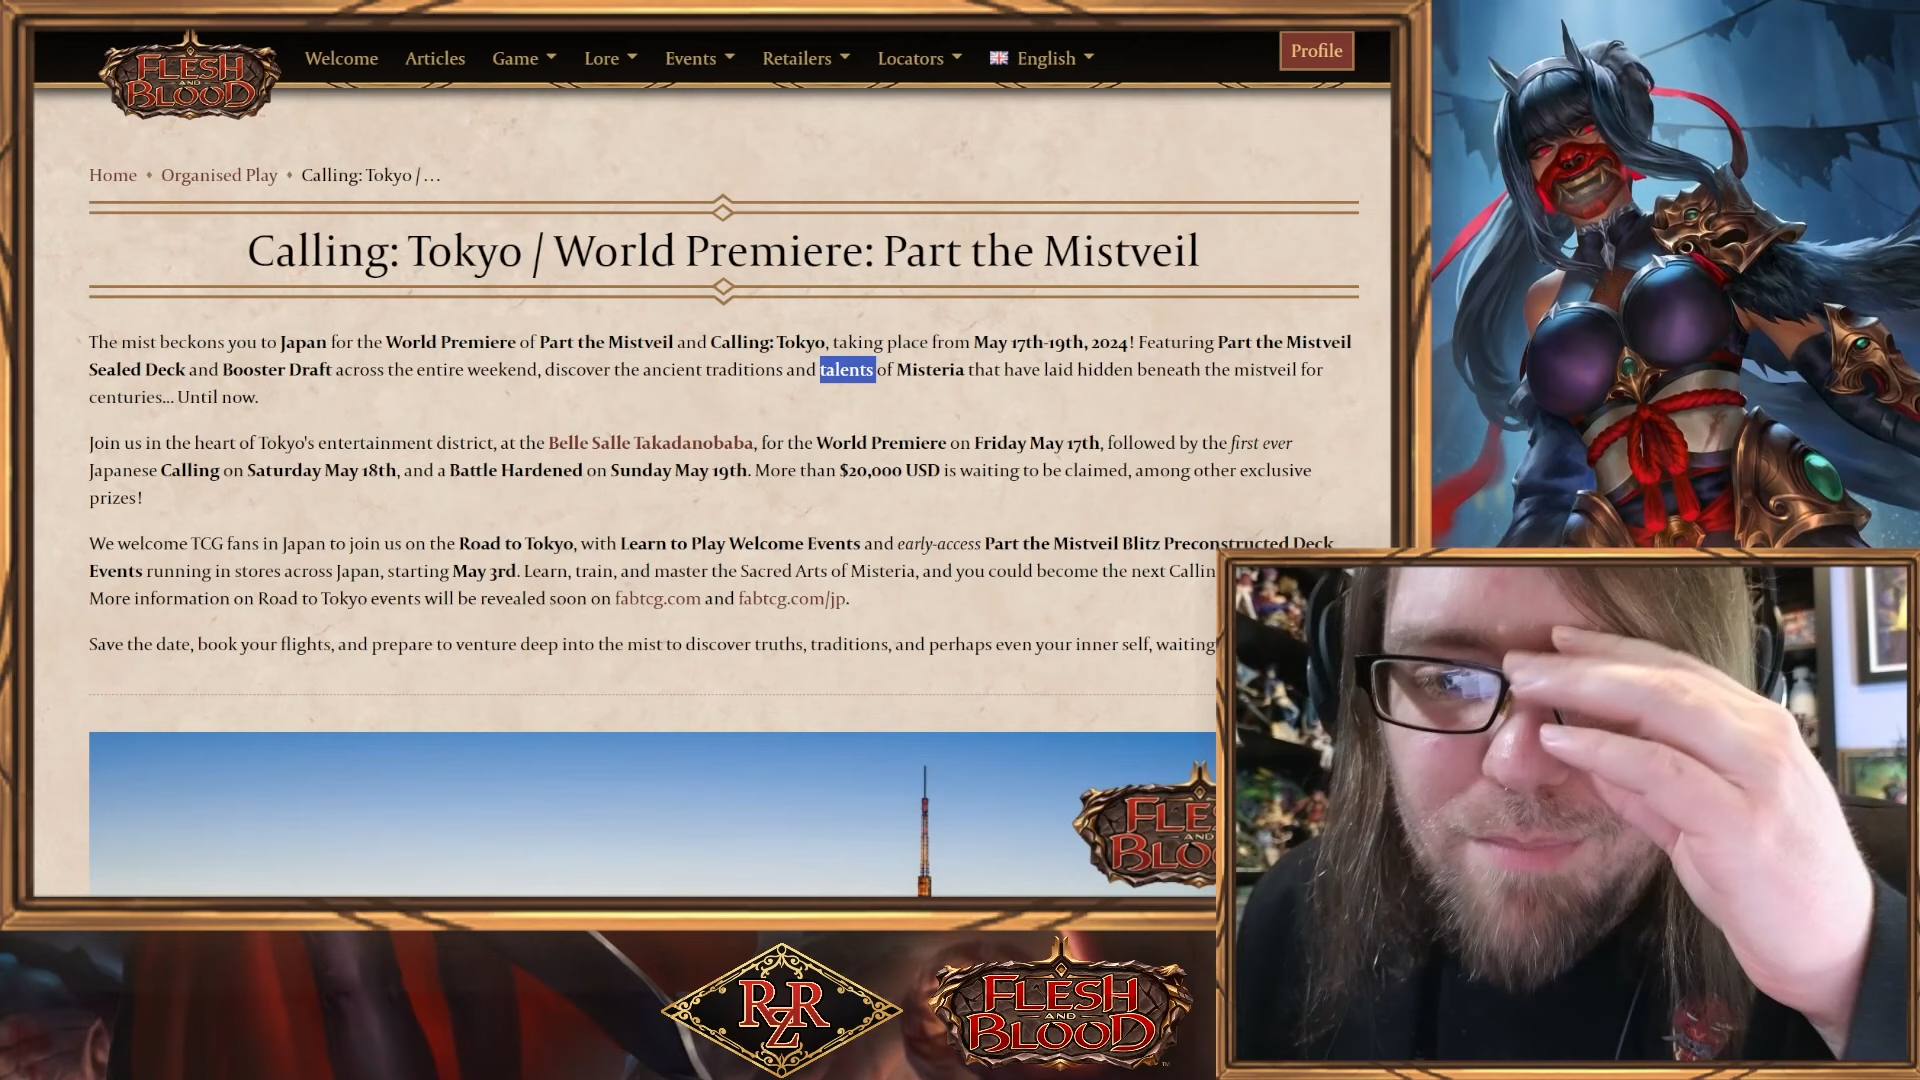 FLESH
AND
BLOOD
Welcome
Articles
Game
Lore
Events
Retailers
Locators
English
Profile
Home ♦ Organised Play ♦ Calling: Tokyo / …
Calling: Tokyo / World Premiere: Part the Mistveil
The mist beckons you to Japan for the World Premiere of Part the Mistveil and Calling: Tokyo, taking place from May 17th-19th, 2024! Featuring Part the Mistveil
Sealed Deck and Booster Draft across the entire weekend, discover the ancient traditions and talents of Misteria that have laid hidden beneath the mistveil for
centuries... Until now.
Join us in the heart of Tokyo's entertainment district, at the Belle Salle Takadanobaba, for the World Premiere on Friday May 17th, followed by the first ever
Japanese Calling on Saturday May 18th, and a Battle Hardened on Sunday May 19th. More than $20,000 USD is waiting to be claimed, among other exclusive
prizes!
We welcome TCG fans in Japan to join us on the Road to Tokyo, with Learn to Play Welcome Events and early-access Part the Mistveil Blitz Preconstructed Deck
Events running in stores across Japan, starting May 3rd. Learn, train, and master the Sacred Arts of Misteria, and you could become the next Callin
More information on Road to Tokyo events will be revealed soon on fabtcg.com and fabtcg.com/jp.
Save the date, book your flights, and prepare to venture deep into the mist to discover truths, traditions, and perhaps even your inner self, waiting
FLES
AND
BLOO
RZR
FLESH
AND
BLOOD
TM